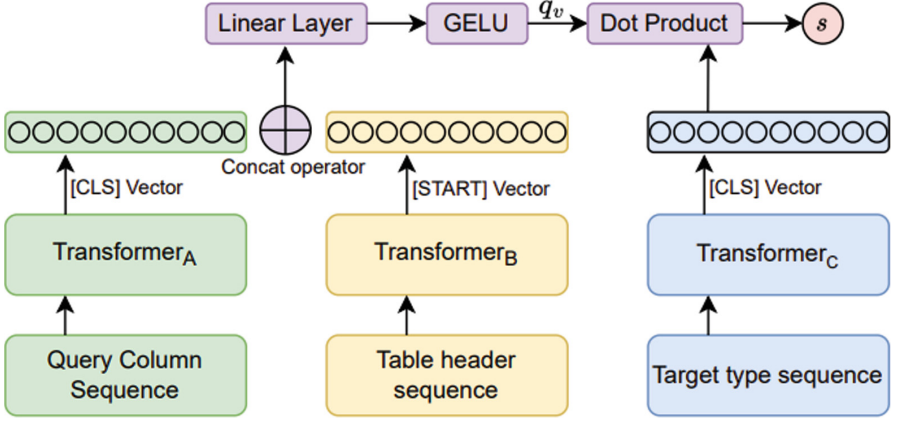 Linear Layer
GELU
q_v
Dot Product
s
Concat operator
[CLS] Vector
[START] Vector
[CLS] Vector
Transformer_A
Transformer_B
Transformer_C
Query Column
Sequence
Table header
sequence
Target type sequence